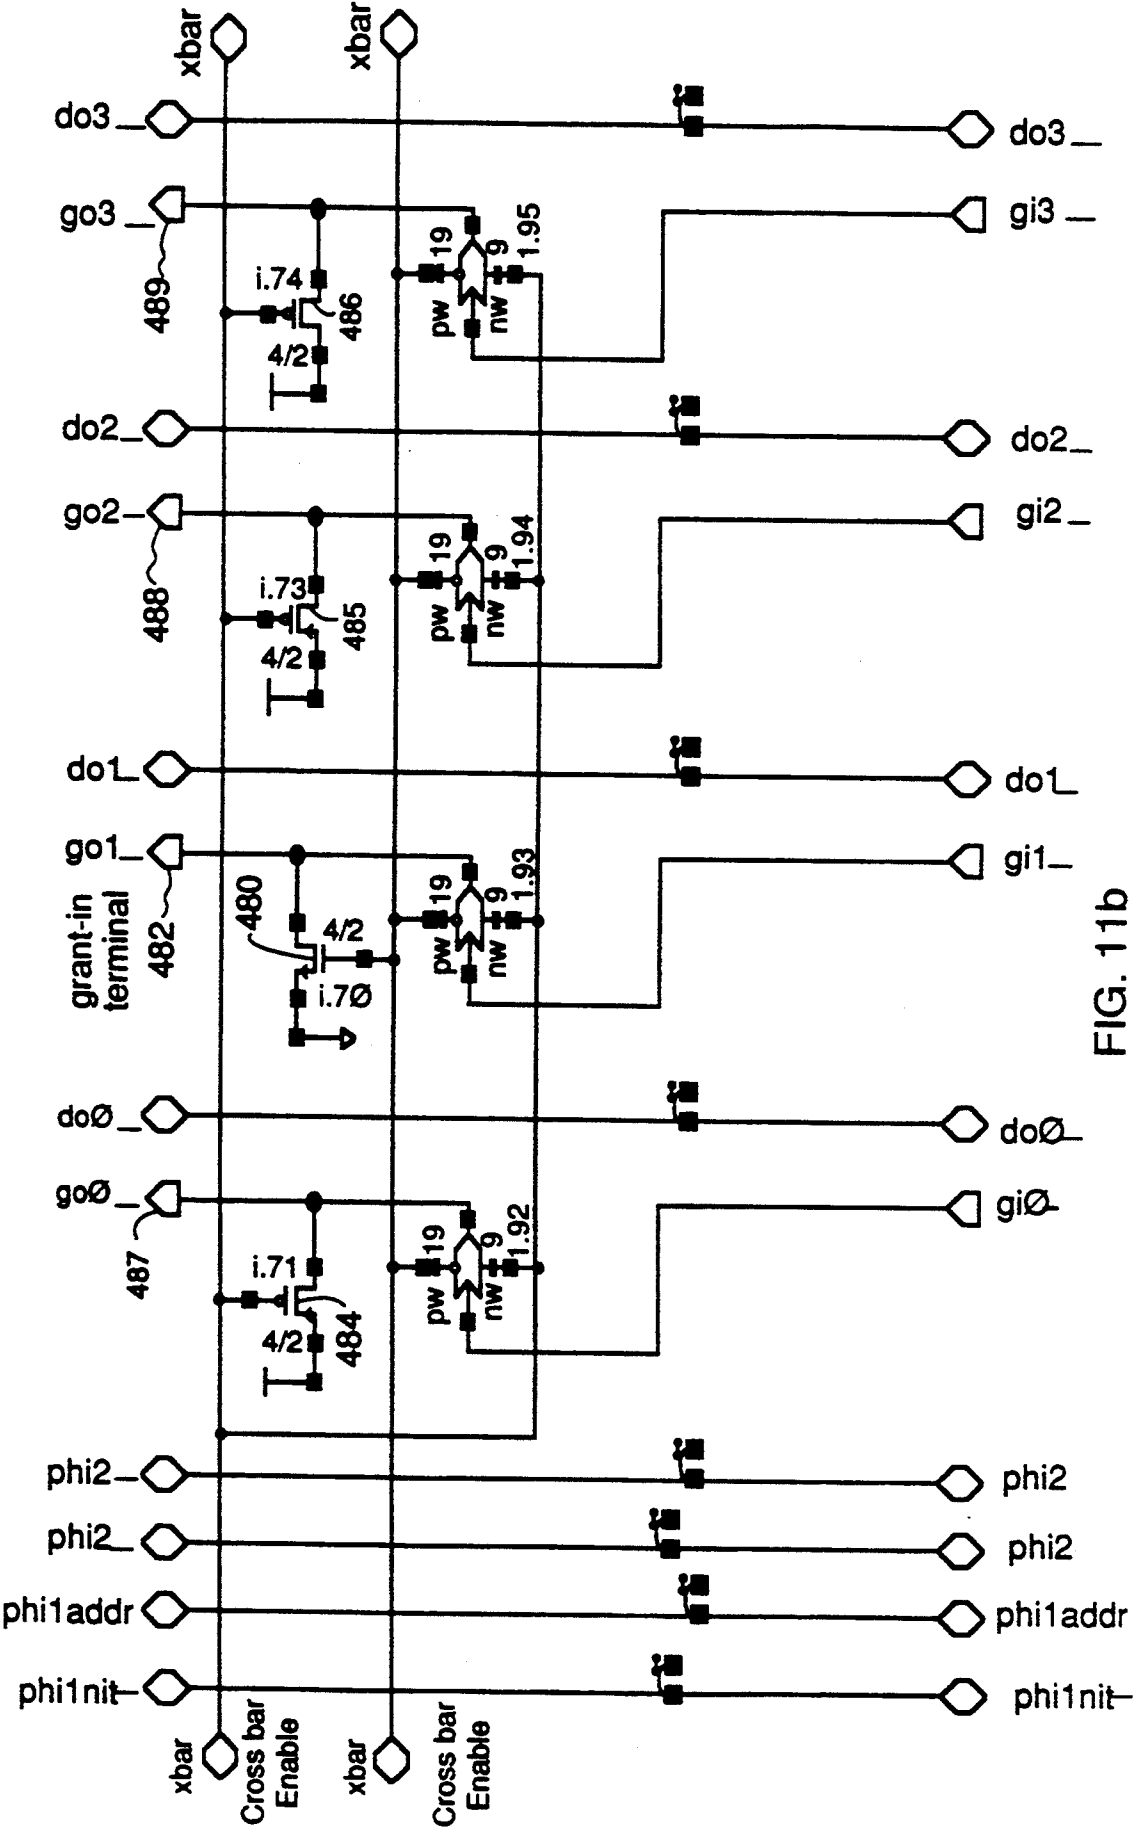 xbar
xbar
do3_
do3_
go3_
gi3_
489
i.74
486
4/2
19
pw
9
nw
1.95
do2_
do2_
go2_
gi2_
488
i.73
485
4/2
19
pw
9
nw
1.94
do1_
do1_
go1_
gi1_
grant-in
terminal
482
480
4/2
i.7Ø
19
pw
9
nw
1.93
doØ_
doØ_
goØ_
giØ-
487
i.71
484
4/2
19
pw
9
nw
1.92
phi2_
phi2
phi2_
phi2
phi1addr
phi1addr
phi1nit-
phi1nit-
xbar
Cross bar
Enable
xbar
Cross bar
Enable
FIG. 11b